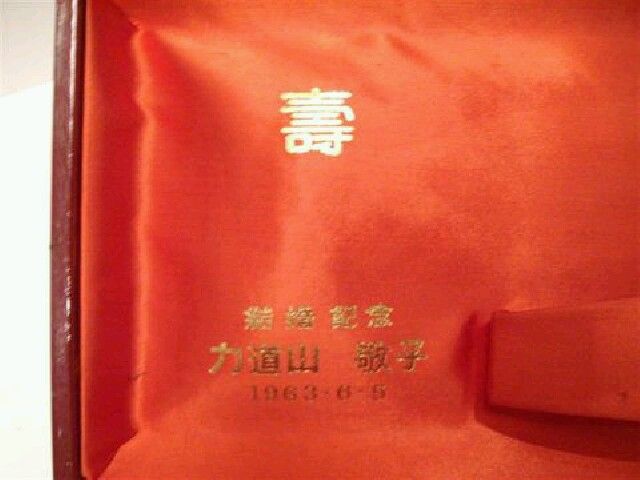 壽
結婚 記念
力道山 敬子
1963·6·5